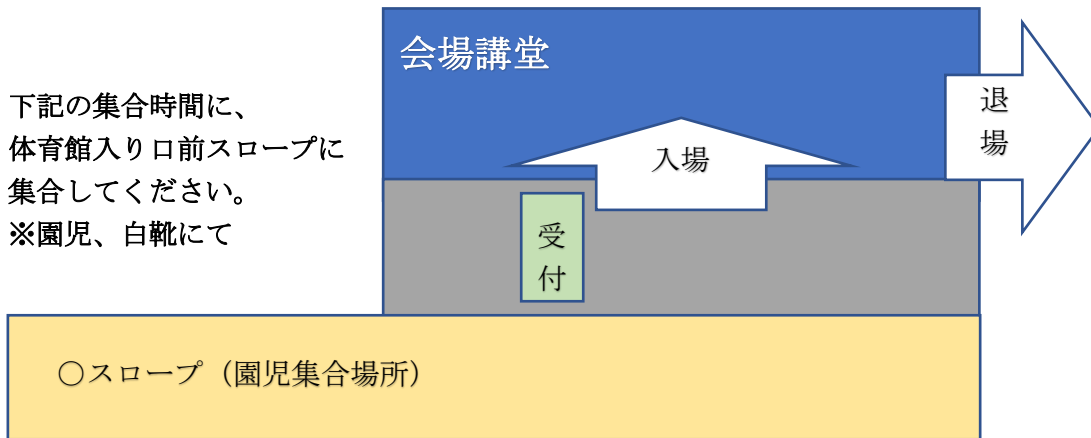 会場講堂
下記の集合時間に、
体育館入り口前スロープに
集合してください。
※園児、白靴にて
退場
入場
受付
〇スロープ（園児集合場所）